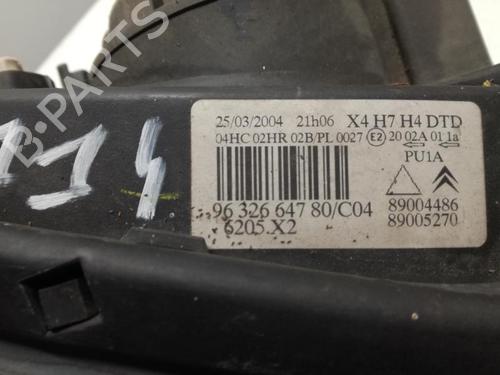 25/03/2004 21h06 X4 H7 H4 DTD
04HC 02HR 02B/PL 0027 E2 20 02A 01 1a
PU1A
96 326 647 80/C04
6205.X2
89004486
89005270
B-PARTS